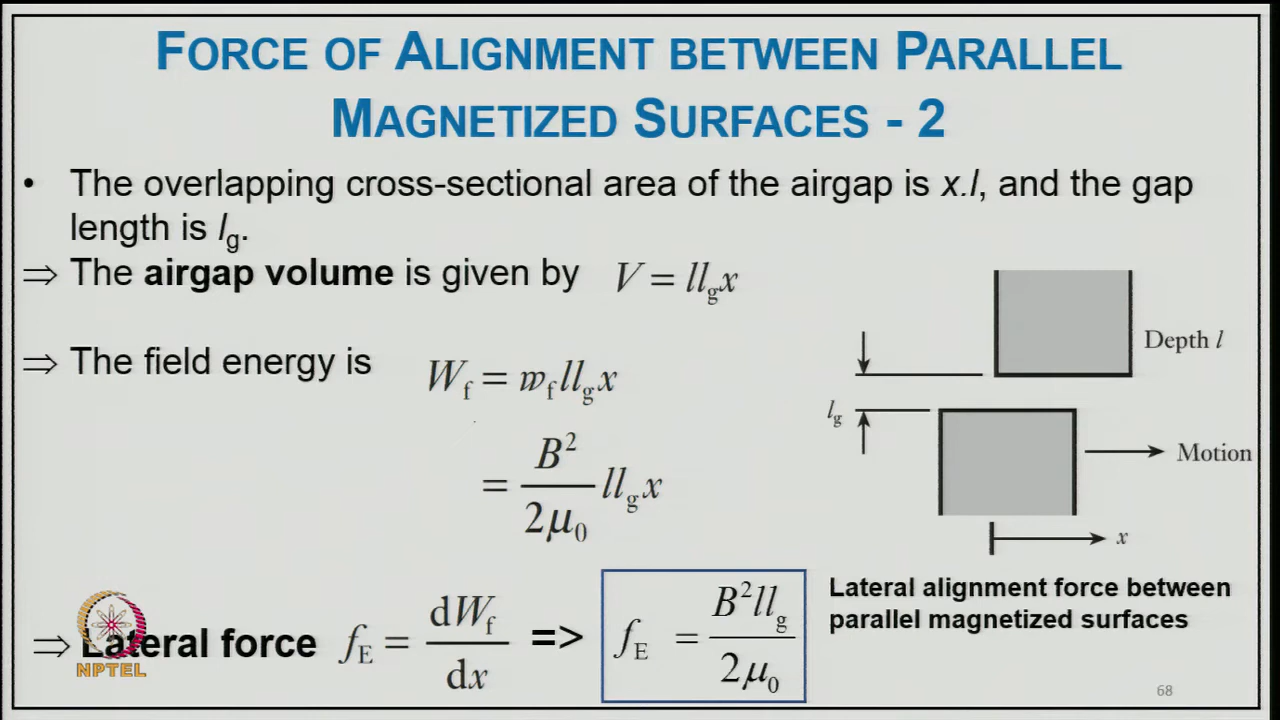 FORCE OF ALIGNMENT BETWEEN PARALLEL
MAGNETIZED SURFACES - 2
• The overlapping cross-sectional area of the airgap is x.l, and the gap
length is lg.
⇒ The airgap volume is given by V = llgx
⇒ The field energy is Wf = wfllgx
= B²/2μ0 llgx
⇒ Lateral force fE = dWf/dx => fE = B²llg/2μ0
Depth l
lg
Motion
x
Lateral alignment force between
parallel magnetized surfaces
NPTEL
68